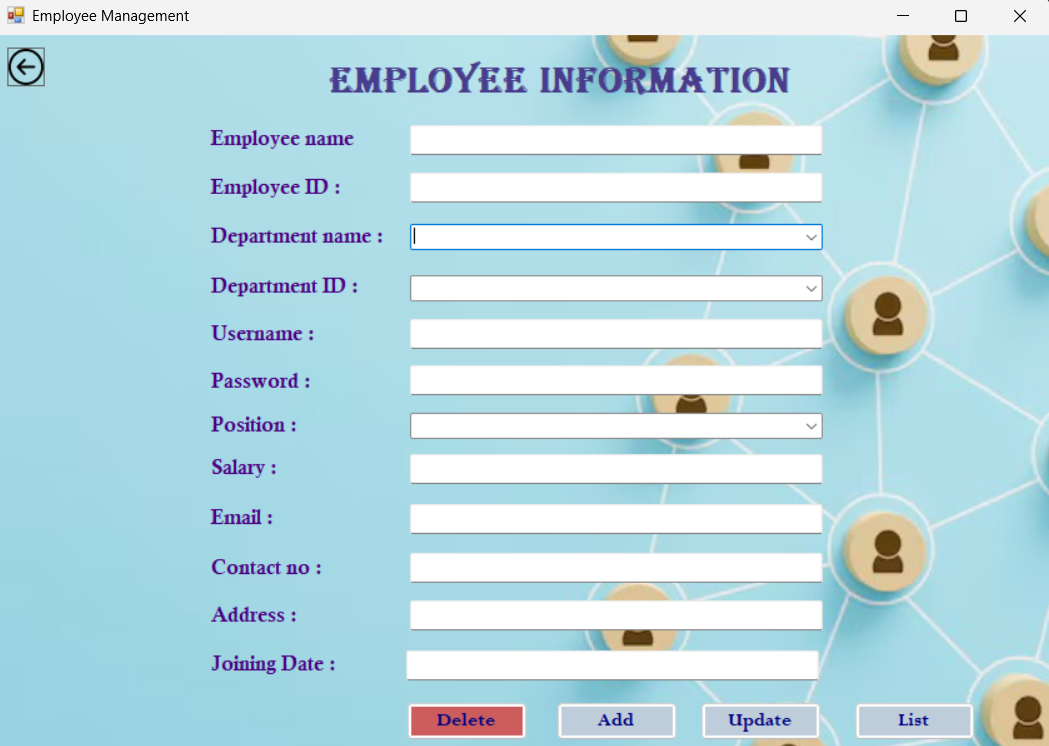 Employee Management
EMPLOYEE INFORMATION
Employee name
Employee ID :
Department name :
Department ID :
Username :
Password :
Position :
Salary :
Email :
Contact no :
Address :
Joining Date :
Delete Add Update List